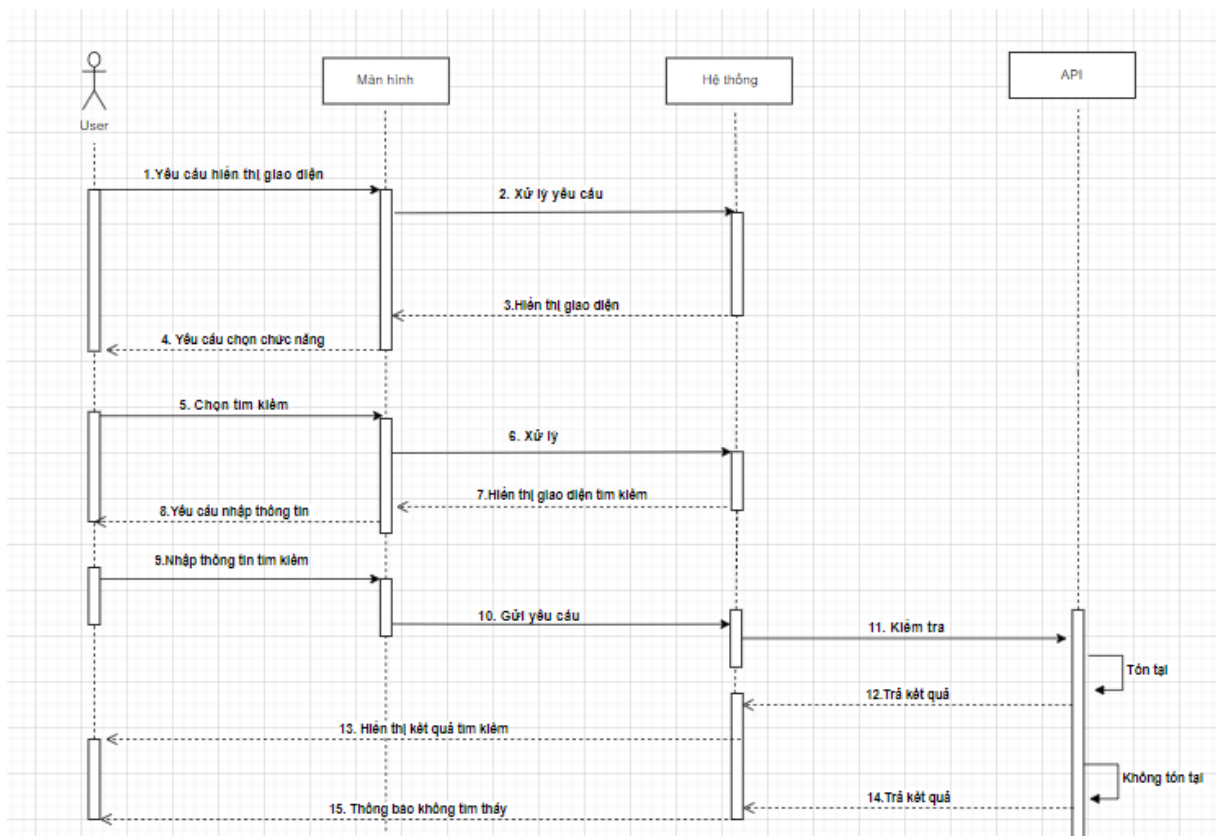 Màn hình
Hệ thống
API
User
1.Yêu cầu hiển thị giao diện
2. Xử lý yêu cầu
3.Hiển thị giao diện
4. Yêu cầu chọn chức năng
5. Chọn tìm kiếm
6. Xử lý
7.Hiển thị giao diện tìm kiếm
8.Yêu cầu nhập thông tin
9.Nhập thông tin tìm kiếm
10. Gửi yêu cầu
11. Kiểm tra
Tồn tại
12.Trả kết quả
13. Hiển thị kết quả tìm kiếm
Không tồn tại
14.Trả kết quả
15. Thông báo không tìm thấy